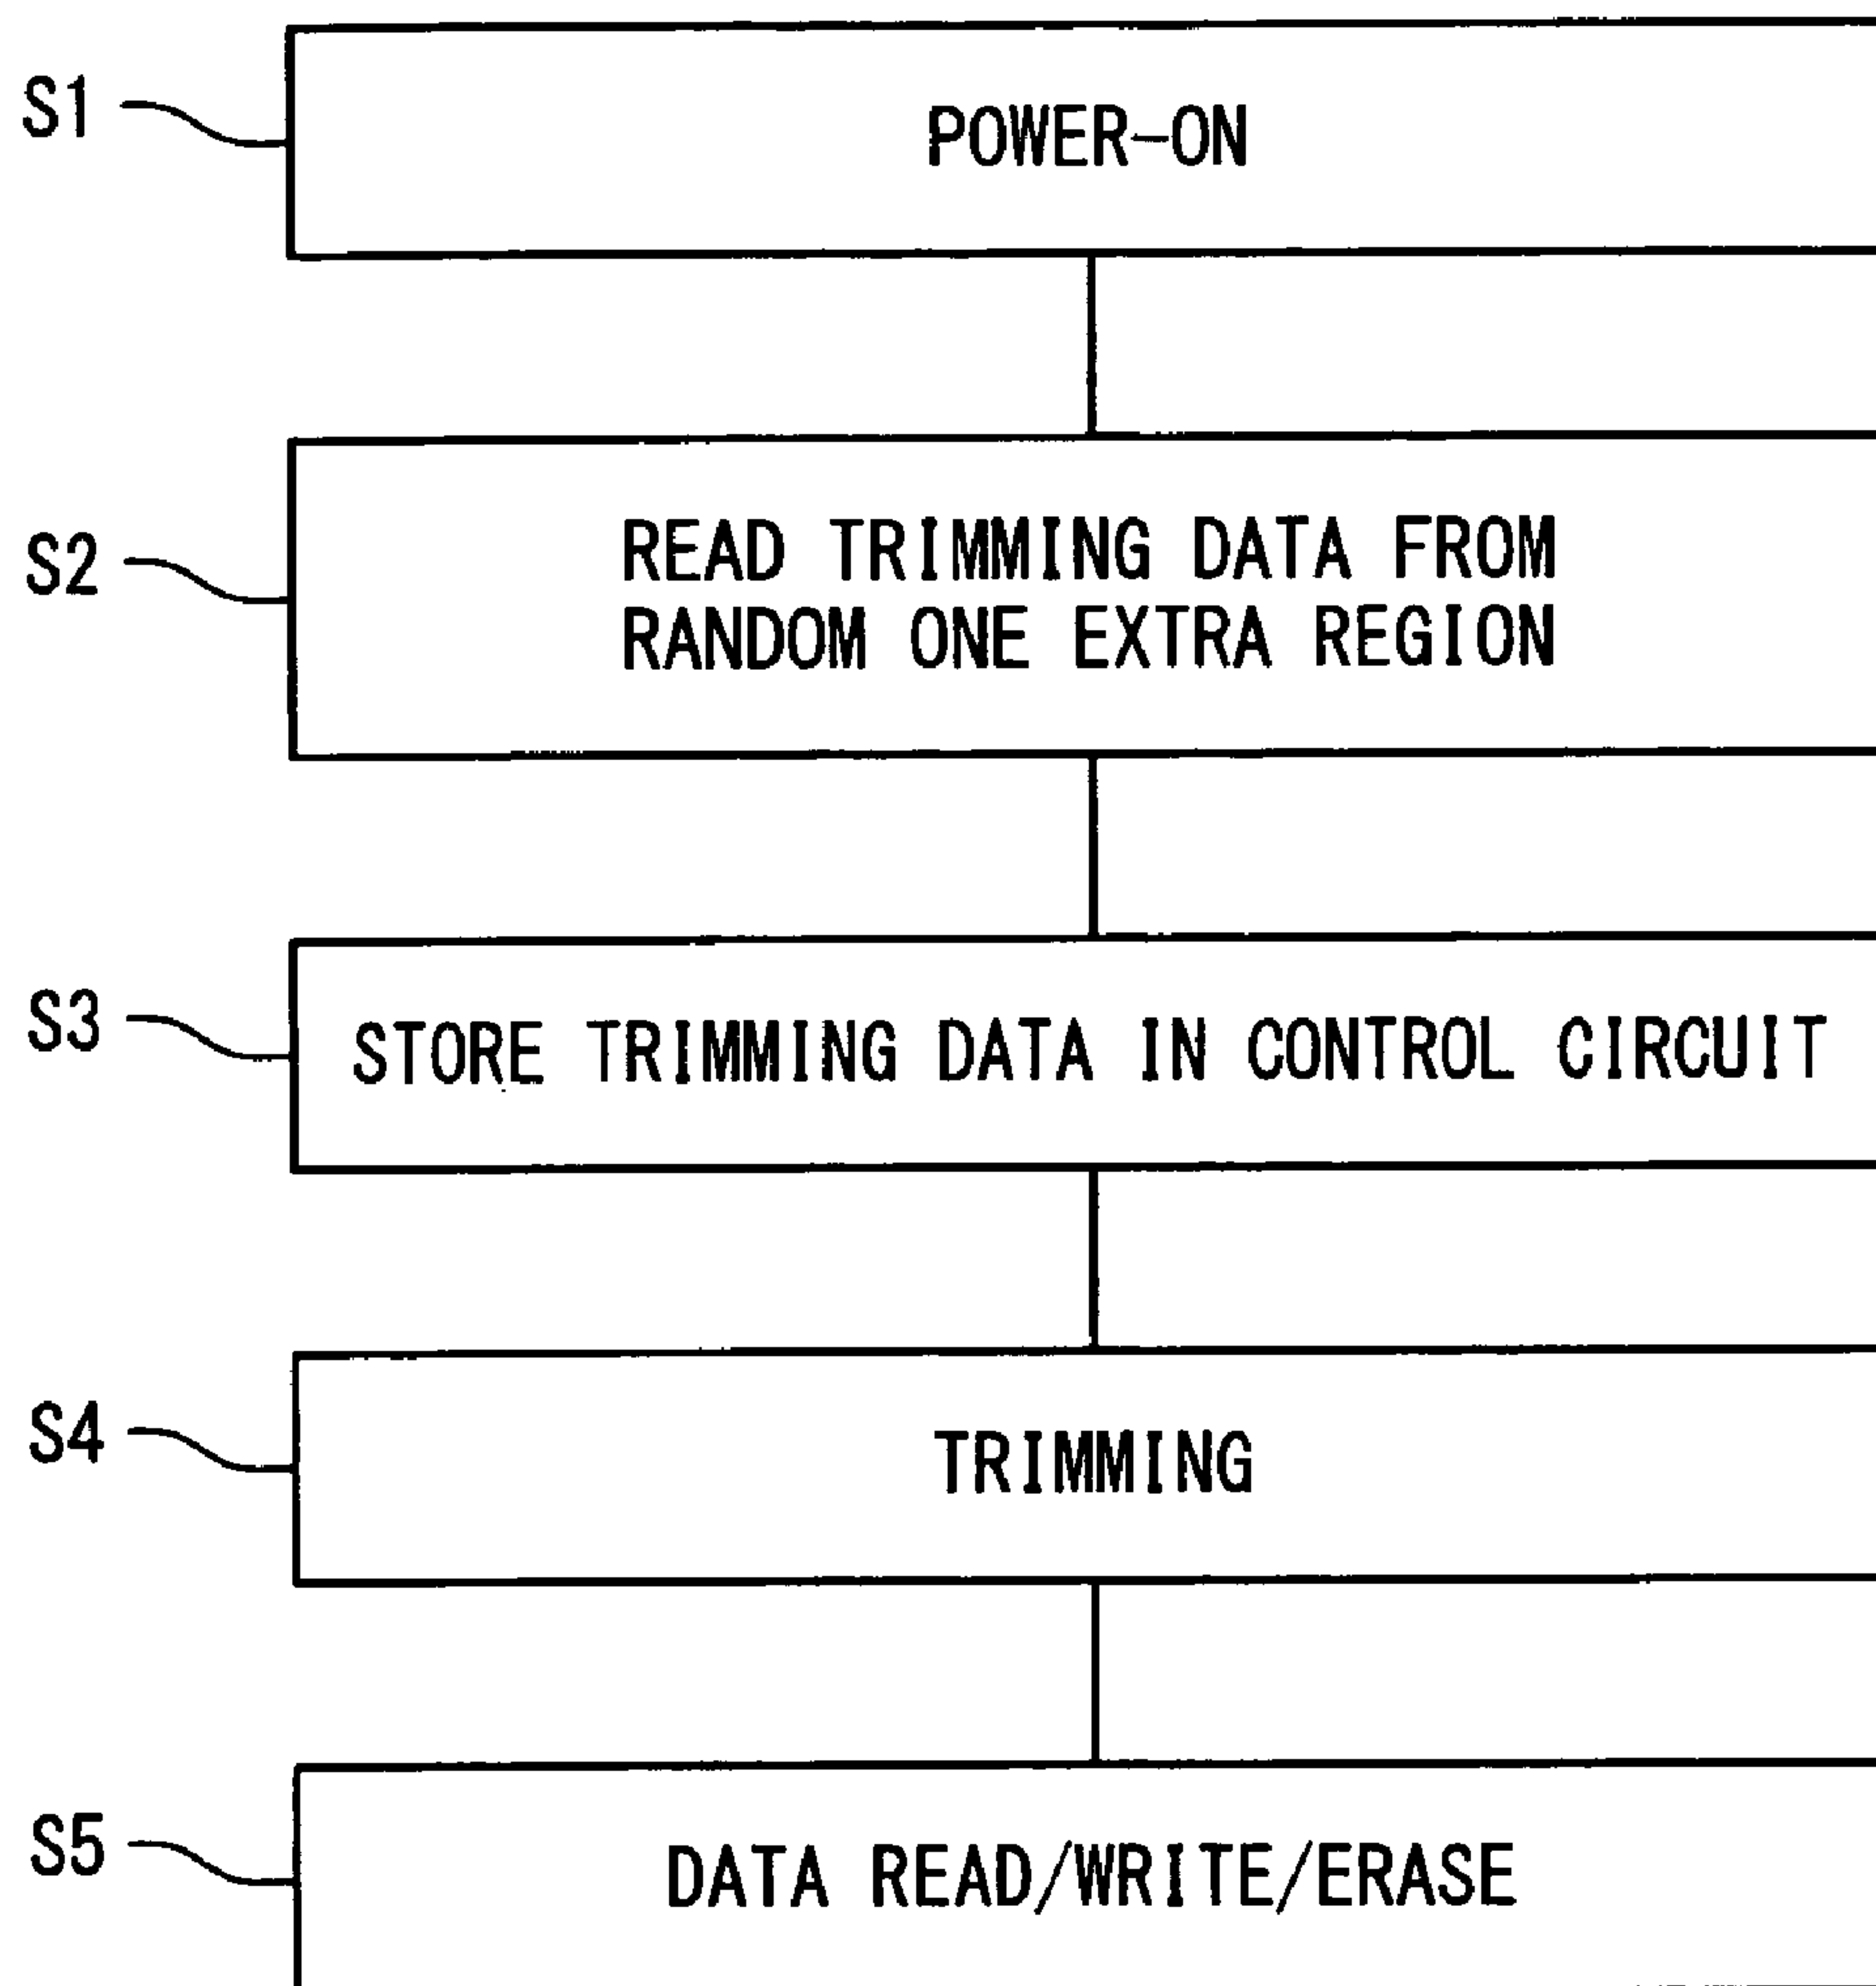 S1
POWER-ON
S2
READ TRIMMING DATA FROM
RANDOM ONE EXTRA REGION
S3
STORE TRIMMING DATA IN CONTROL CIRCUIT
S4
TRIMMING
S5
DATA READ/WRITE/ERASE